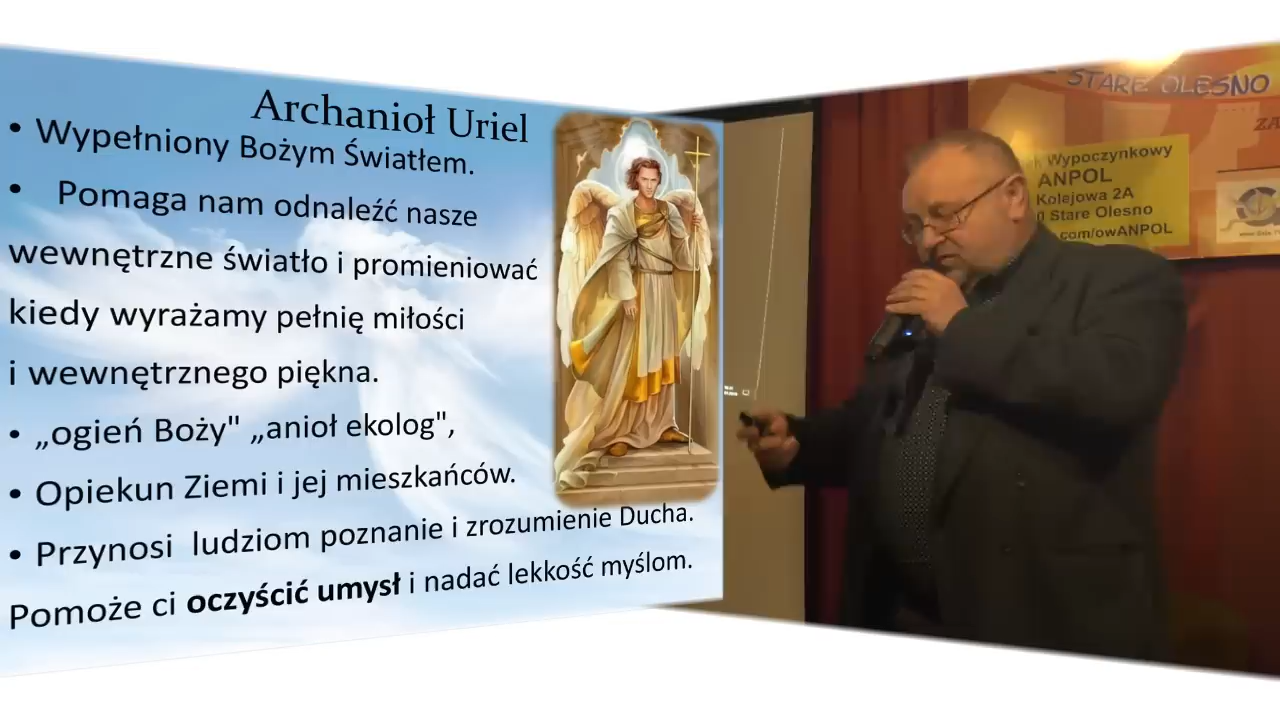 Archanioł Uriel
• Wypełniony Bożym Światłem.
• Pomaga nam odnaleźć nasze
wewnętrzne światło i promieniować
kiedy wyrażamy pełnię miłości
i wewnętrznego piękna.
• „ogień Boży" „anioł ekolog",
• Opiekun Ziemi i jej mieszkańców.
• Przynosi ludziom poznanie i zrozumienie Ducha.
Pomoże ci oczyścić umysł i nadać lekkość myślom.
STARE OLESNO
Wypoczynkowy
ANPOL
Kolejowa 2A
Stare Olesno
.com/owANPOL